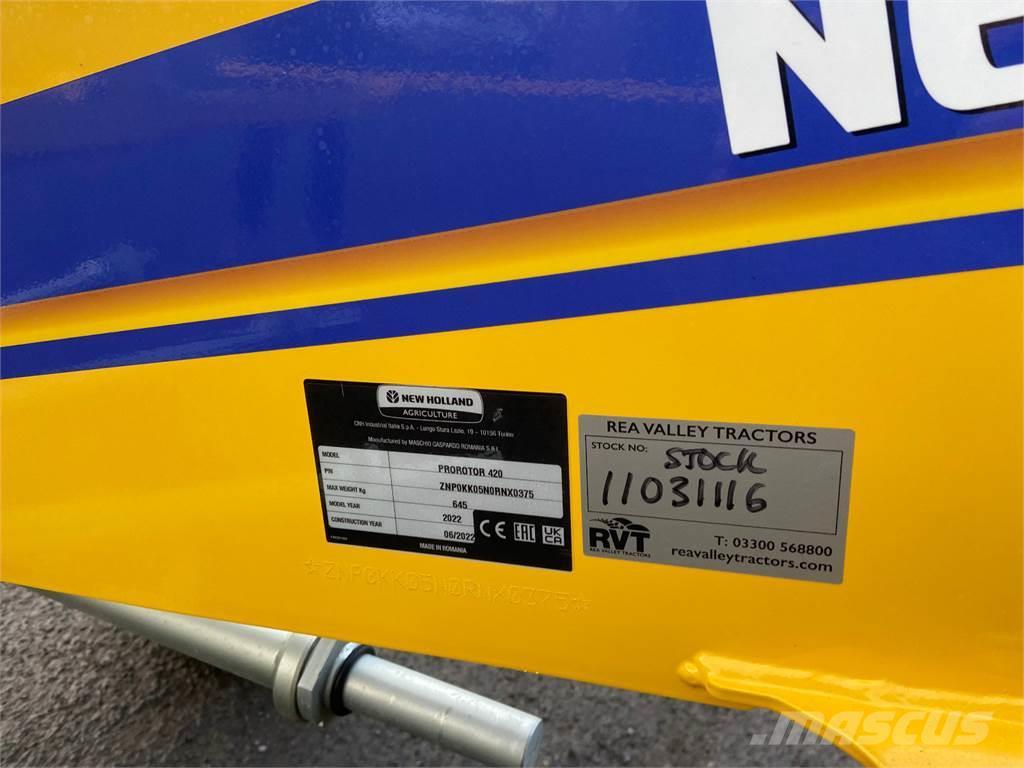 NE
NEW HOLLAND
AGRICULTURE
CNH Industrial Italia S.p.A. - Lungo Stura Lazio, 19 - 10156 Torino
Manufactured by MASCHIO GASPARDO ROMANIA S.R.L
MODEL PROROTOR 420
PIN ZNP0KK05N0RNX0375
MAX WEIGHT Kg 645
MODEL YEAR 2022
CONSTRUCTION YEAR 06/2022
CE EAC UK CA
MADE IN ROMANIA
☆ZNP0KK05N0RNX0375☆
REA VALLEY TRACTORS
STOCK NO: STOCK
11031116
RVT
REA VALLEY TRACTORS
T: 03300 568800
reavalleytractors.com
mascus